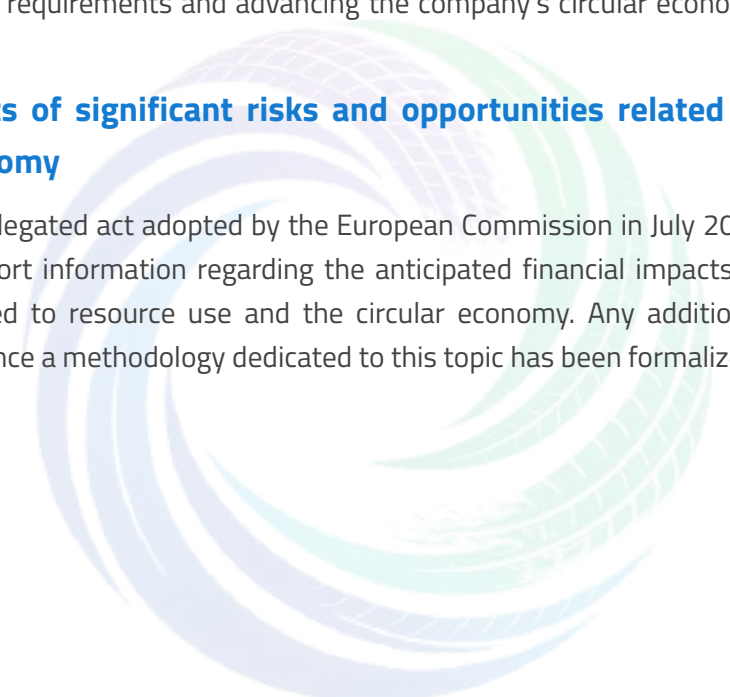 requirements and advancing the company's circular econo
ts of significant risks and opportunities related
omy
legated act adopted by the European Commission in July 20
ort information regarding the anticipated financial impacts
ed to resource use and the circular economy. Any additio
nce a methodology dedicated to this topic has been formaliz